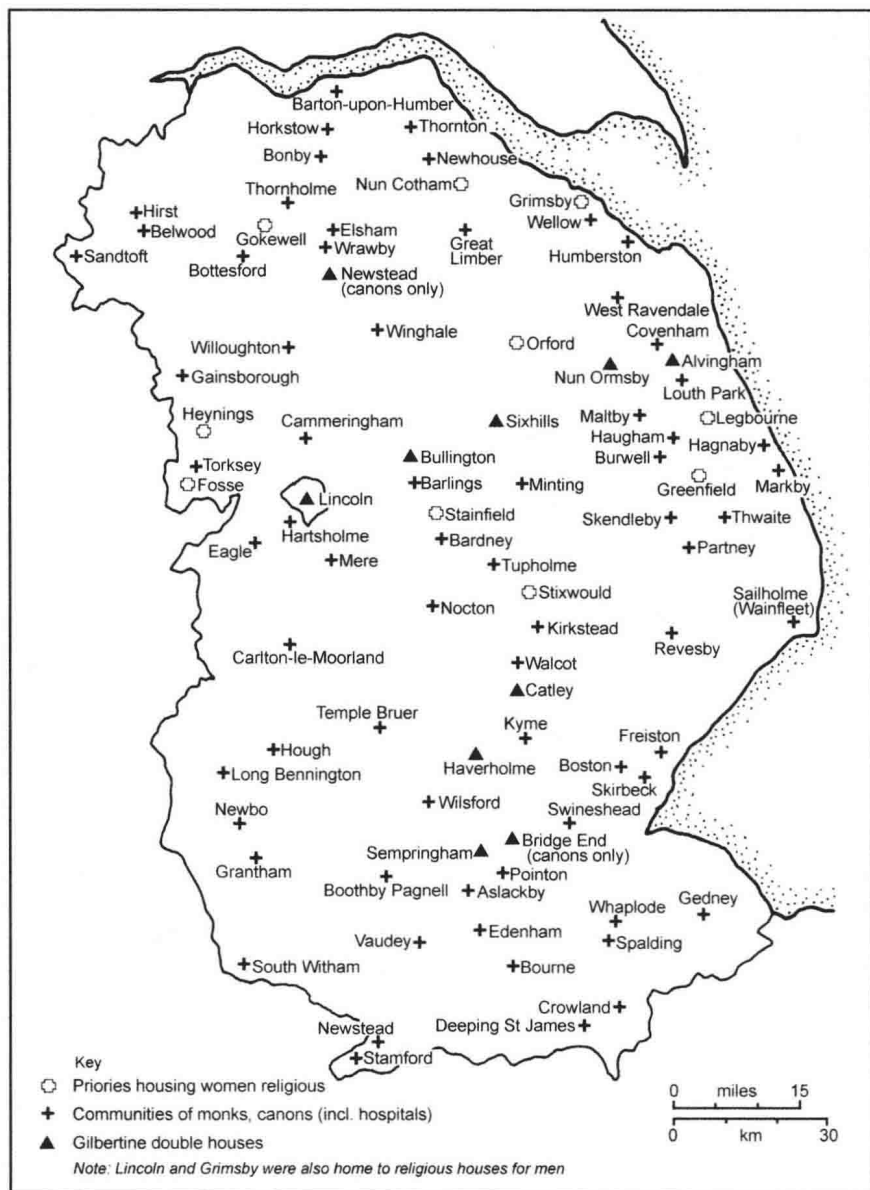 Barton-upon-Humber
Horkstow
Thornton
Bonby
Newhouse
Nun Cotham
Thornholme
Grimsby
Hirst
Wellow
Belwood
Gokewell
Elsham
Great
Limber
Sandtoft
Bottesford
Wrawby
Humberston
Newstead
(canons only)
West Ravendale
Winghale
Covenham
Willoughton
Orford
Alvingham
Nun Ormsby
Gainsborough
Louth Park
Heynings
Cammeringham
Sixhills
Maltby
Legbourne
Haugham
Hagnaby
Bullington
Burwell
Torksey
Fosse
Barlings
Minting
Greenfield
Markby
Lincoln
Stainfield
Skendleby
Thwaite
Hartsholme
Eagle
Bardney
Partney
Mere
Tupholme
Stixwould
Sailholme
(Wainfleet)
Nocton
Kirkstead
Revesby
Carlton-le-Moorland
Walcot
Catley
Temple Bruer
Kyme
Freiston
Hough
Haverholme
Boston
Long Bennington
Skirbeck
Wilsford
Newbo
Swineshead
Bridge End
(canons only)
Sempringham
Grantham
Pointon
Boothby Pagnell
Aslackby
Gedney
Whaplode
Edenham
Vaudey
Spalding
South Witham
Bourne
Crowland
Deeping St James
Newstead
Stamford
Key
Priories housing women religious
Communities of monks, canons (incl. hospitals)
Gilbertine double houses
Note: Lincoln and Grimsby were also home to religious houses for men
0 miles 15
0 km 30